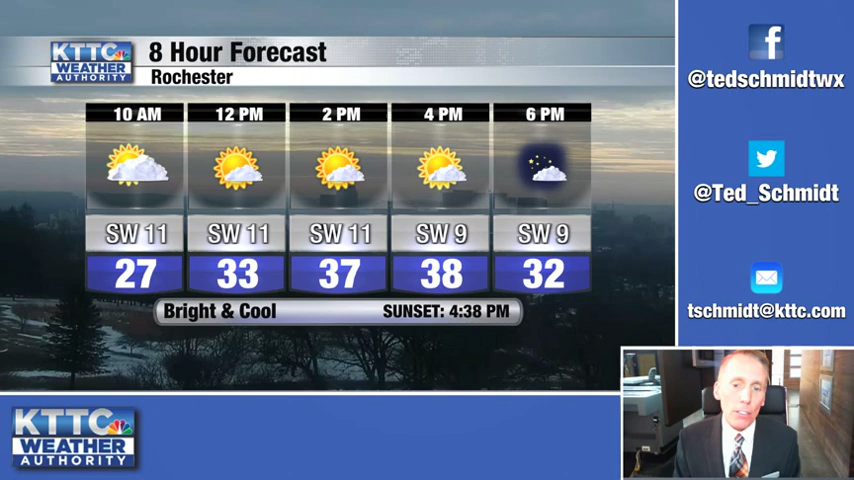 KTTC
WEATHER
AUTHORITY
8 Hour Forecast
Rochester
10 AM 12 PM 2 PM 4 PM 6 PM
SW 11 SW 11 SW 11 SW 9 SW 9
27 33 37 38 32
Bright & Cool SUNSET: 4:38 PM
f
@tedschmidtwx
@Ted_Schmidt
tschmidt@kttc.com
KTTC
WEATHER
AUTHORITY